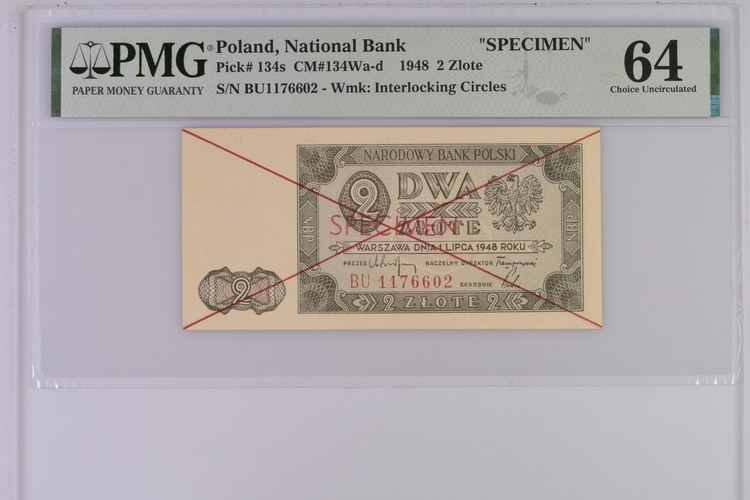 PMG® Poland, National Bank "SPECIMEN" 64
Pick# 134s CM#134Wa-d 1948 2 Zlote
PAPER MONEY GUARANTY
Choice Uncirculated
S/N BU1176602 - Wmk: Interlocking Circles
NARODOWY BANK POLSKI
2 DWA
ZŁOTE
SPECIMEN
NBP
NBP
WARSZAWA DNIA 1 LIPCA 1948 ROKU
PREZES NACZELNY DIREKTOR
BU 1176602 SKARBNIK
2
2 ZŁOTE 2